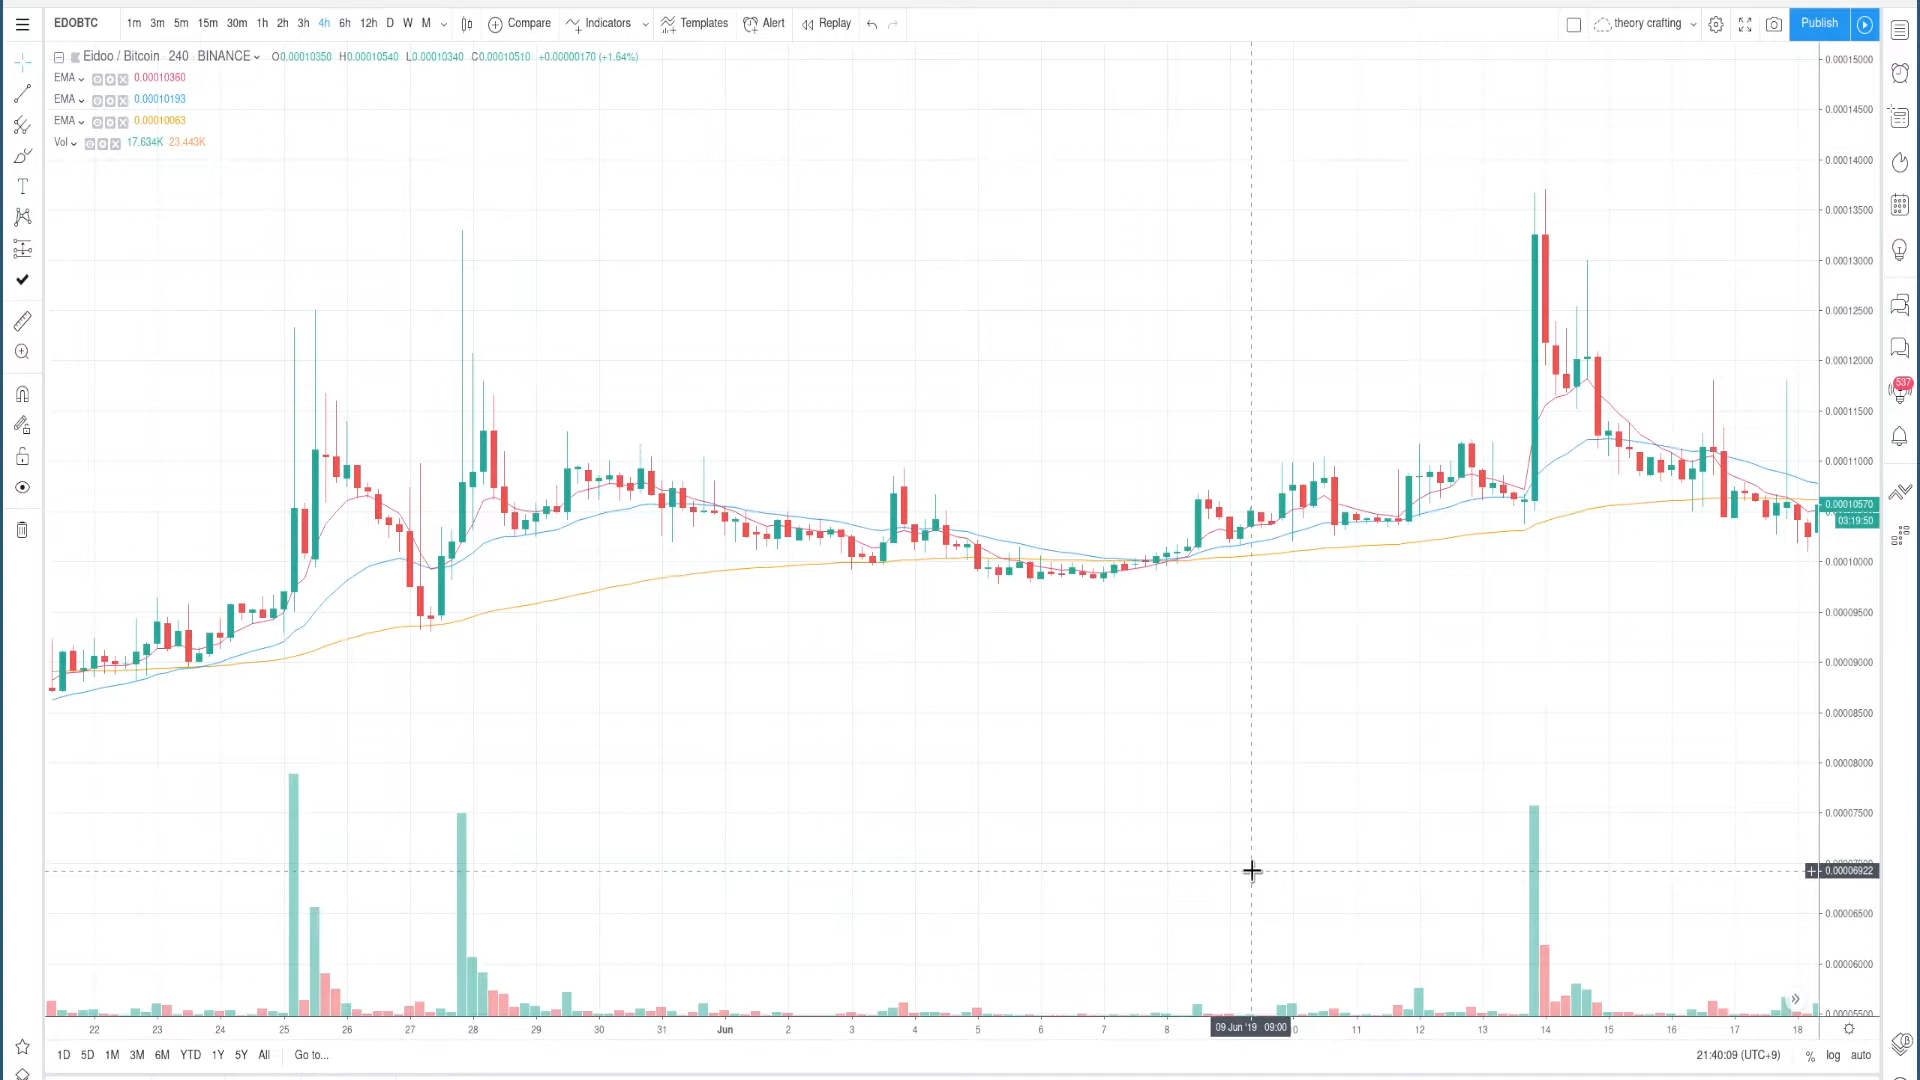 EDOBTC 1m 3m 5m 15m 30m 1h 2h 3h 4h 6h 12h D W M Compare Indicators Templates Alert Replay theory crafting Publish
Eidoo / Bitcoin 240 BINANCE O0.00010350 H0.00010540 L0.00010340 C0.00010510 +0.00000170 (+1.64%)
EMA 0.00010360
EMA 0.00010193
EMA 0.00010063
Vol 17.634K 23.443K
0.00015000
0.00014500
0.00014000
0.00013500
0.00013000
0.00012500
0.00012000
537
0.00011500
0.00011000
0.00010570
03:19:50
0.00010000
0.00009500
0.00009000
0.00008500
0.00008000
0.00007500
0.00006922
0.00006500
0.00006000
0.00005500
22 23 24 25 26 27 28 29 30 31 Jun 2 3 4 5 6 7 8 09 Jun '19 09:00 0 11 12 13 14 15 16 17 18
1D 5D 1M 3M 6M YTD 1Y 5Y All Go to... 21:40:09 (UTC+9) % log auto